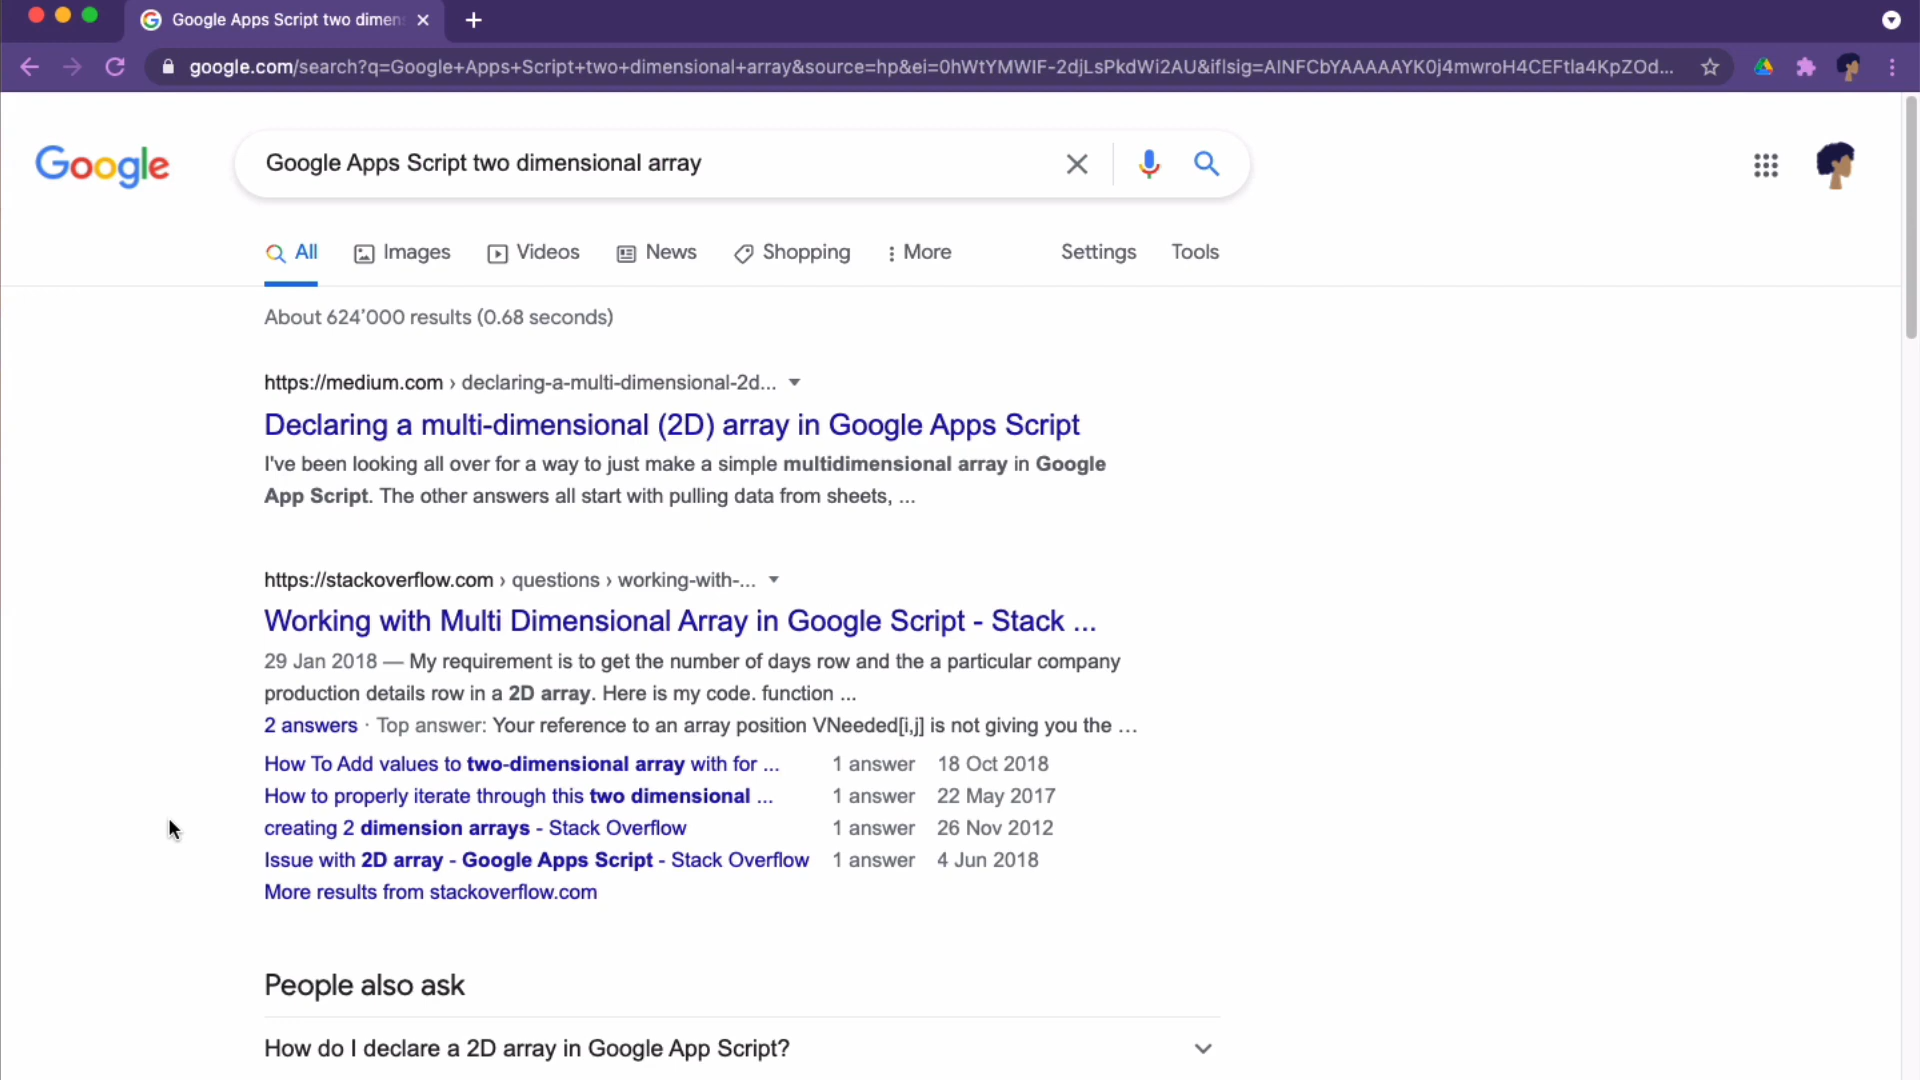 Google Apps Script two dimen
google.com/search?q=Google+Apps+Script+two+dimensional+array&source=hp&ei=0hWtYMWIF-2djLsPkdWi2AU&iflsig=AINFCbYAAAAAYK0j4mwroH4CEFtla4KpZOd...
Google
Google Apps Script two dimensional array
All Images Videos News Shopping More Settings Tools
About 624’000 results (0.68 seconds)
https://medium.com › declaring-a-multi-dimensional-2d...
Declaring a multi-dimensional (2D) array in Google Apps Script
I've been looking all over for a way to just make a simple multidimensional array in Google
App Script. The other answers all start with pulling data from sheets, ...
https://stackoverflow.com › questions › working-with-...
Working with Multi Dimensional Array in Google Script - Stack ...
29 Jan 2018 — My requirement is to get the number of days row and the a particular company
production details row in a 2D array. Here is my code. function ...
2 answers · Top answer: Your reference to an array position VNeeded[i,j] is not giving you the ...
How To Add values to two-dimensional array with for ... 1 answer 18 Oct 2018
How to properly iterate through this two dimensional ... 1 answer 22 May 2017
creating 2 dimension arrays - Stack Overflow 1 answer 26 Nov 2012
Issue with 2D array - Google Apps Script - Stack Overflow 1 answer 4 Jun 2018
More results from stackoverflow.com
People also ask
How do I declare a 2D array in Google App Script?